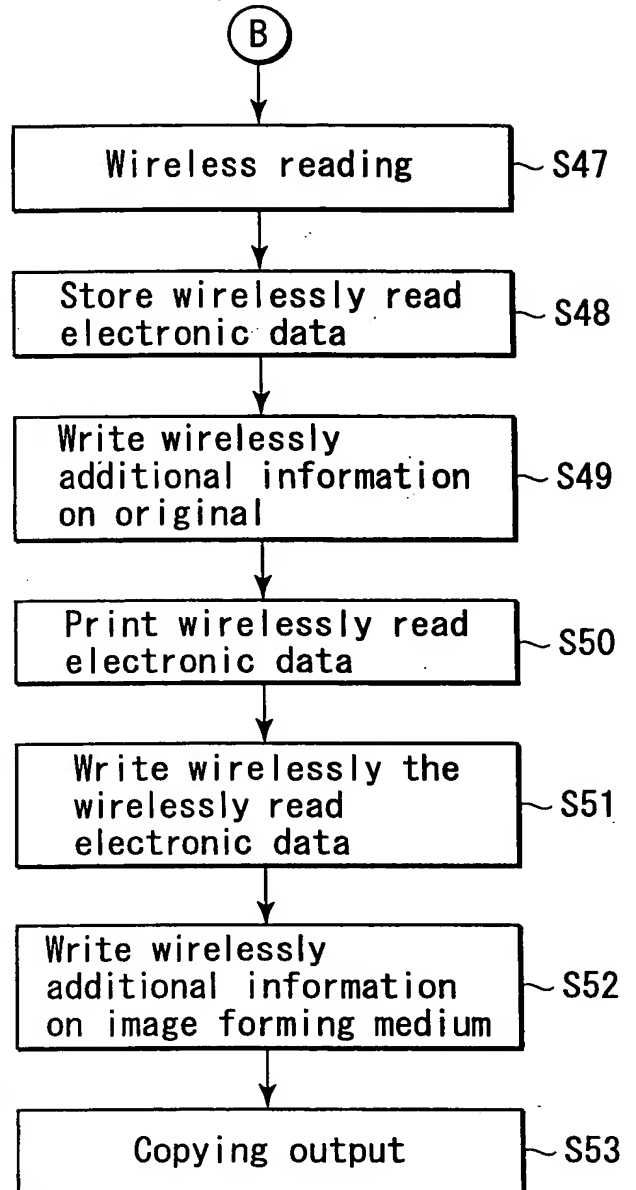 B
Wireless reading ~ S47
Store wirelessly read ~ S48
electronic data
Write wirelessly
additional information ~ S49
on original
Print wirelessly read ~ S50
electronic data
Write wirelessly the
wirelessly read ~ S51
electronic data
Write wirelessly
additional information ~ S52
on image forming medium
Copying output ~ S53